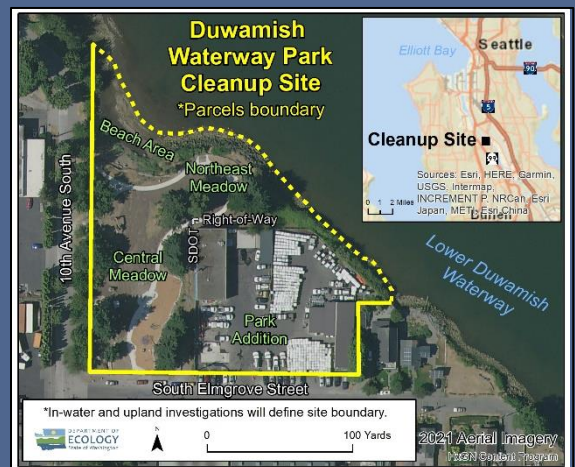 Duwamish
Waterway Park
Cleanup Site
*Parcels boundary
Beach Area
Northeast
Meadow
Right-of-Way
SDOT
10th Avenue South
Central
Meadow
Park
Addition
South Elmgrove Street
Lower Duwamish
Waterway
Elliott Bay
Seattle
90
5
Cleanup Site
99
Sources: Esri, HERE, Garmin,
USGS, Intermap,
INCREMENT P, NRCan, Esri
Japan, METI, Esri China
Burien
0 1 2 Miles
*In-water and upland investigations will define site boundary.
DEPARTMENT OF
ECOLOGY
State of Washington
N
0 100 Yards
2021 Aerial Imagery
HxGN Content Program